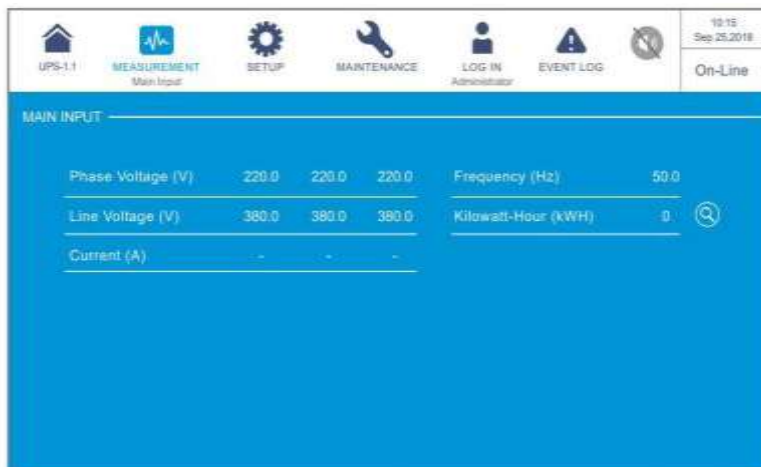 UPS-1.1
MEASUREMENT
Main Input
SETUP
MAINTENANCE
LOG IN
Administrator
EVENT LOG
10:15
Sep 25,2018
On-Line
MAIN INPUT
Phase Voltage (V) 220.0 220.0 220.0
Line Voltage (V) 380.0 380.0 380.0
Current (A) - - -
Frequency (Hz) 50.0
Kilowatt-Hour (kWH) 0